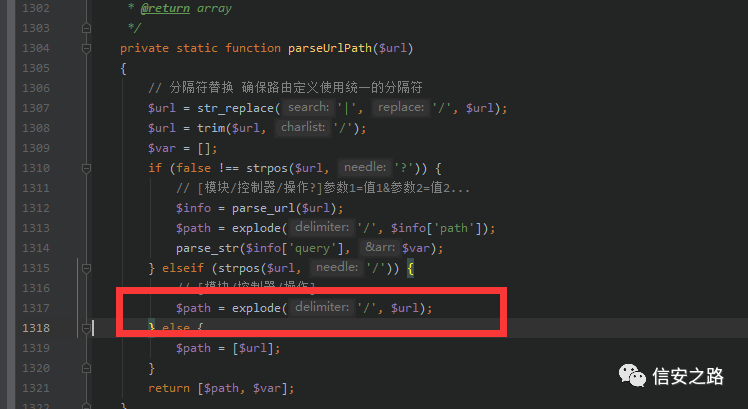 1302 * @return array
1303 */
1304 private static function parseUrlPath($url)
1305 {
1306 // 分隔符替换 确保路由定义使用统一的分隔符
1307 $url = str_replace( search: '|', replace: '/', $url);
1308 $url = trim($url, charlist: '/');
1309 $var = [];
1310 if (false !== strpos($url, needle: '?')) {
1311 // [模块/控制器/操作?]参数1=值1&参数2=值2...
1312 $info = parse_url($url);
1313 $path = explode( delimiter: '/', $info['path']);
1314 parse_str($info['query'], &arr: $var);
1315 } elseif (strpos($url, needle: '/')) {
1316 // [模块/控制器/操作]
1317 $path = explode( delimiter: '/', $url);
1318 } else {
1319 $path = [$url];
1320 }
1321 return [$path, $var];
1322 }
信安之路